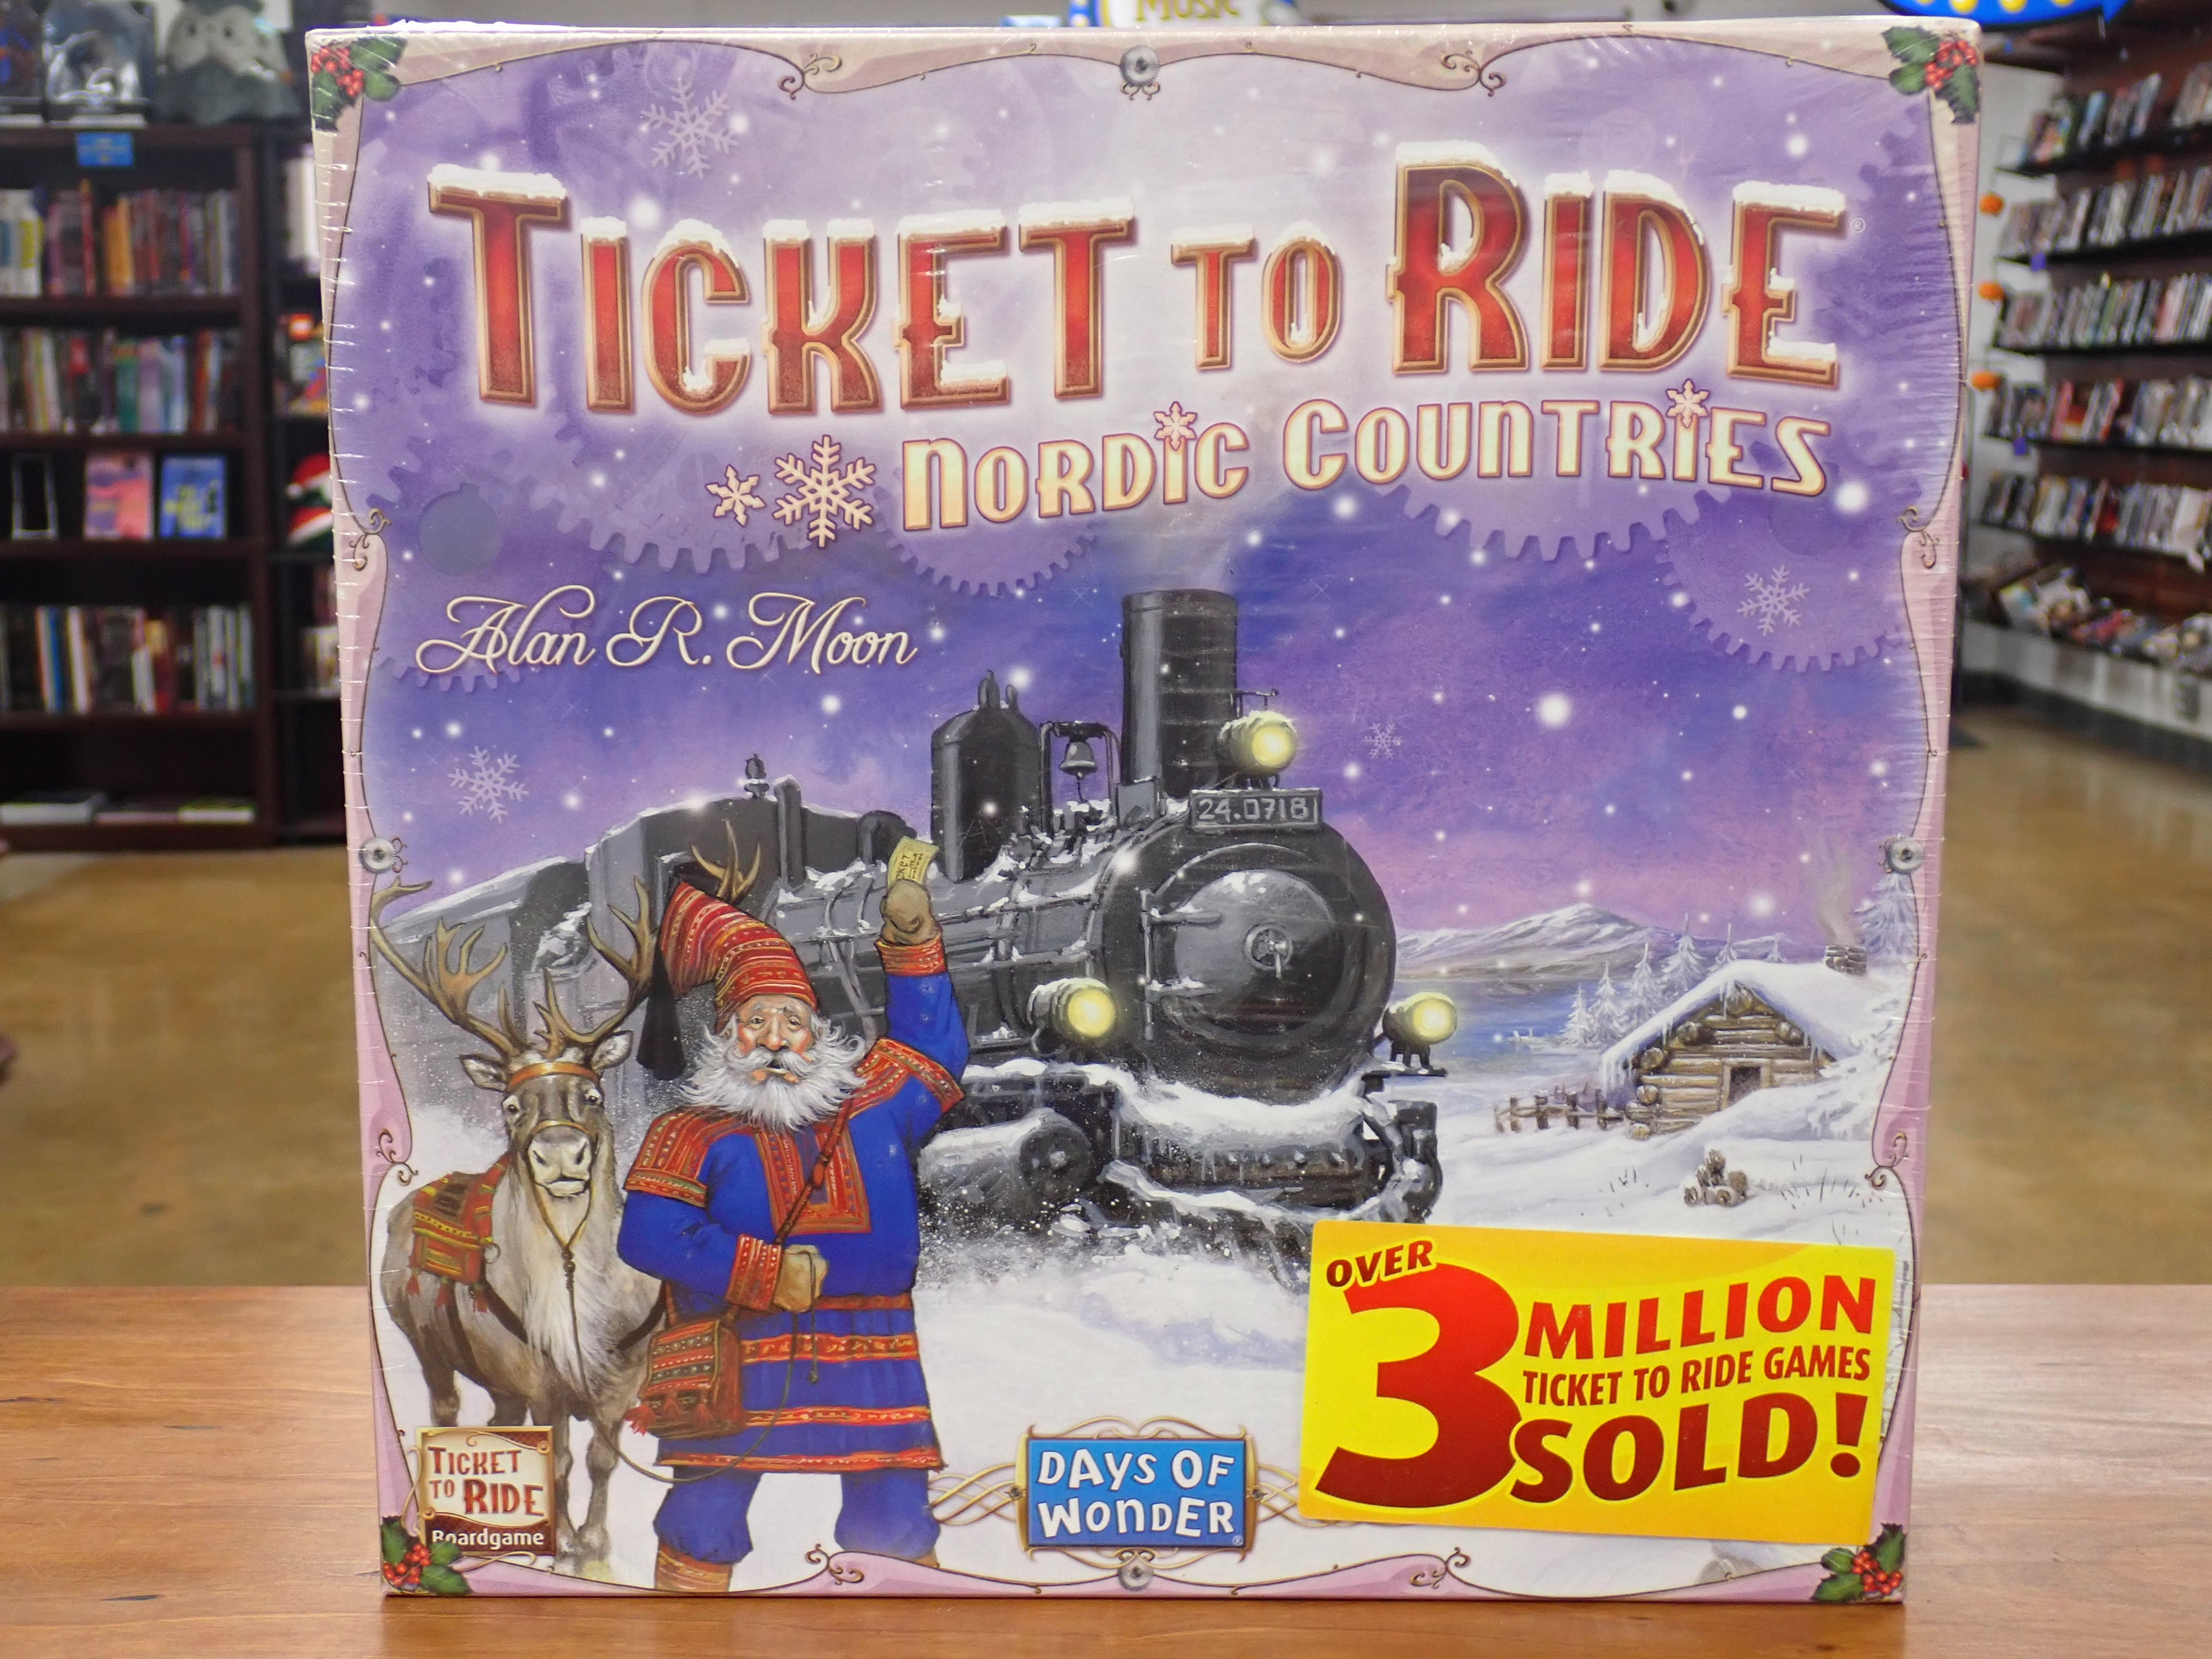 Music
TICKET TO RIDE®
NORDIC COUNTRIES
Alan R. Moon
24.0718
OVER
3 MILLION
TICKET TO RIDE GAMES
SOLD!
TICKET
TO RIDE
Boardgame
DAYS OF
WONDER®